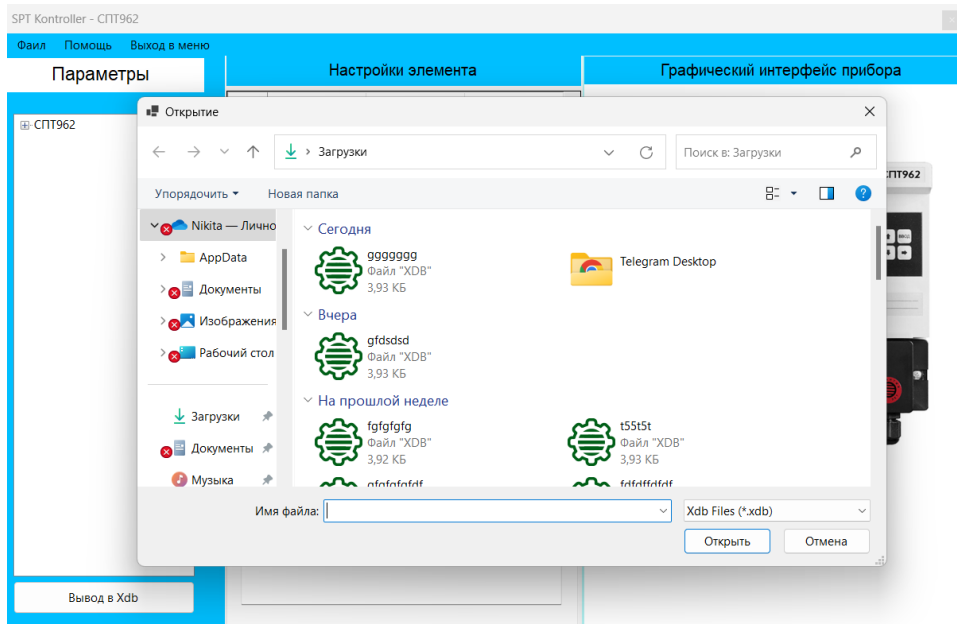 SPT Kontroller - СПТ962
Фаил Помощь Выход в меню
Параметры
Настройки элемента
Графический интерфейс прибора
СПТ962
Открытие
Загрузки
Поиск в: Загрузки
Упорядочить
Новая папка
Nikita — Лично
AppData
Документы
Изображения
Рабочий стол
Загрузки
Документы
Музыка
Сегодня
ggggggg
Файл "XDB"
3,93 КБ
Telegram Desktop
Вчера
gfdsdsd
Файл "XDB"
3,93 КБ
На прошлой неделе
fgfgfgfg
Файл "XDB"
3,92 КБ
t55t5t
Файл "XDB"
3,93 КБ
СПТ962
Имя файла:
Xdb Files (*.xdb)
Открыть
Отмена
Вывод в Xdb